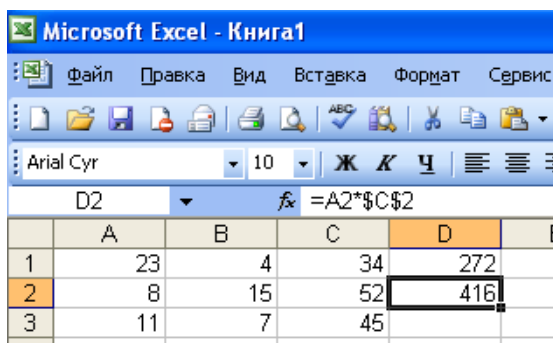 Microsoft Excel - Книга1
Файл Правка Вид Вставка Формат Сервис
ABC
Arial Cyr 10 Ж К Ч
D2 fx =A2*$C$2
A B C D
1 23 4 34 272
2 8 15 52 416
3 11 7 45